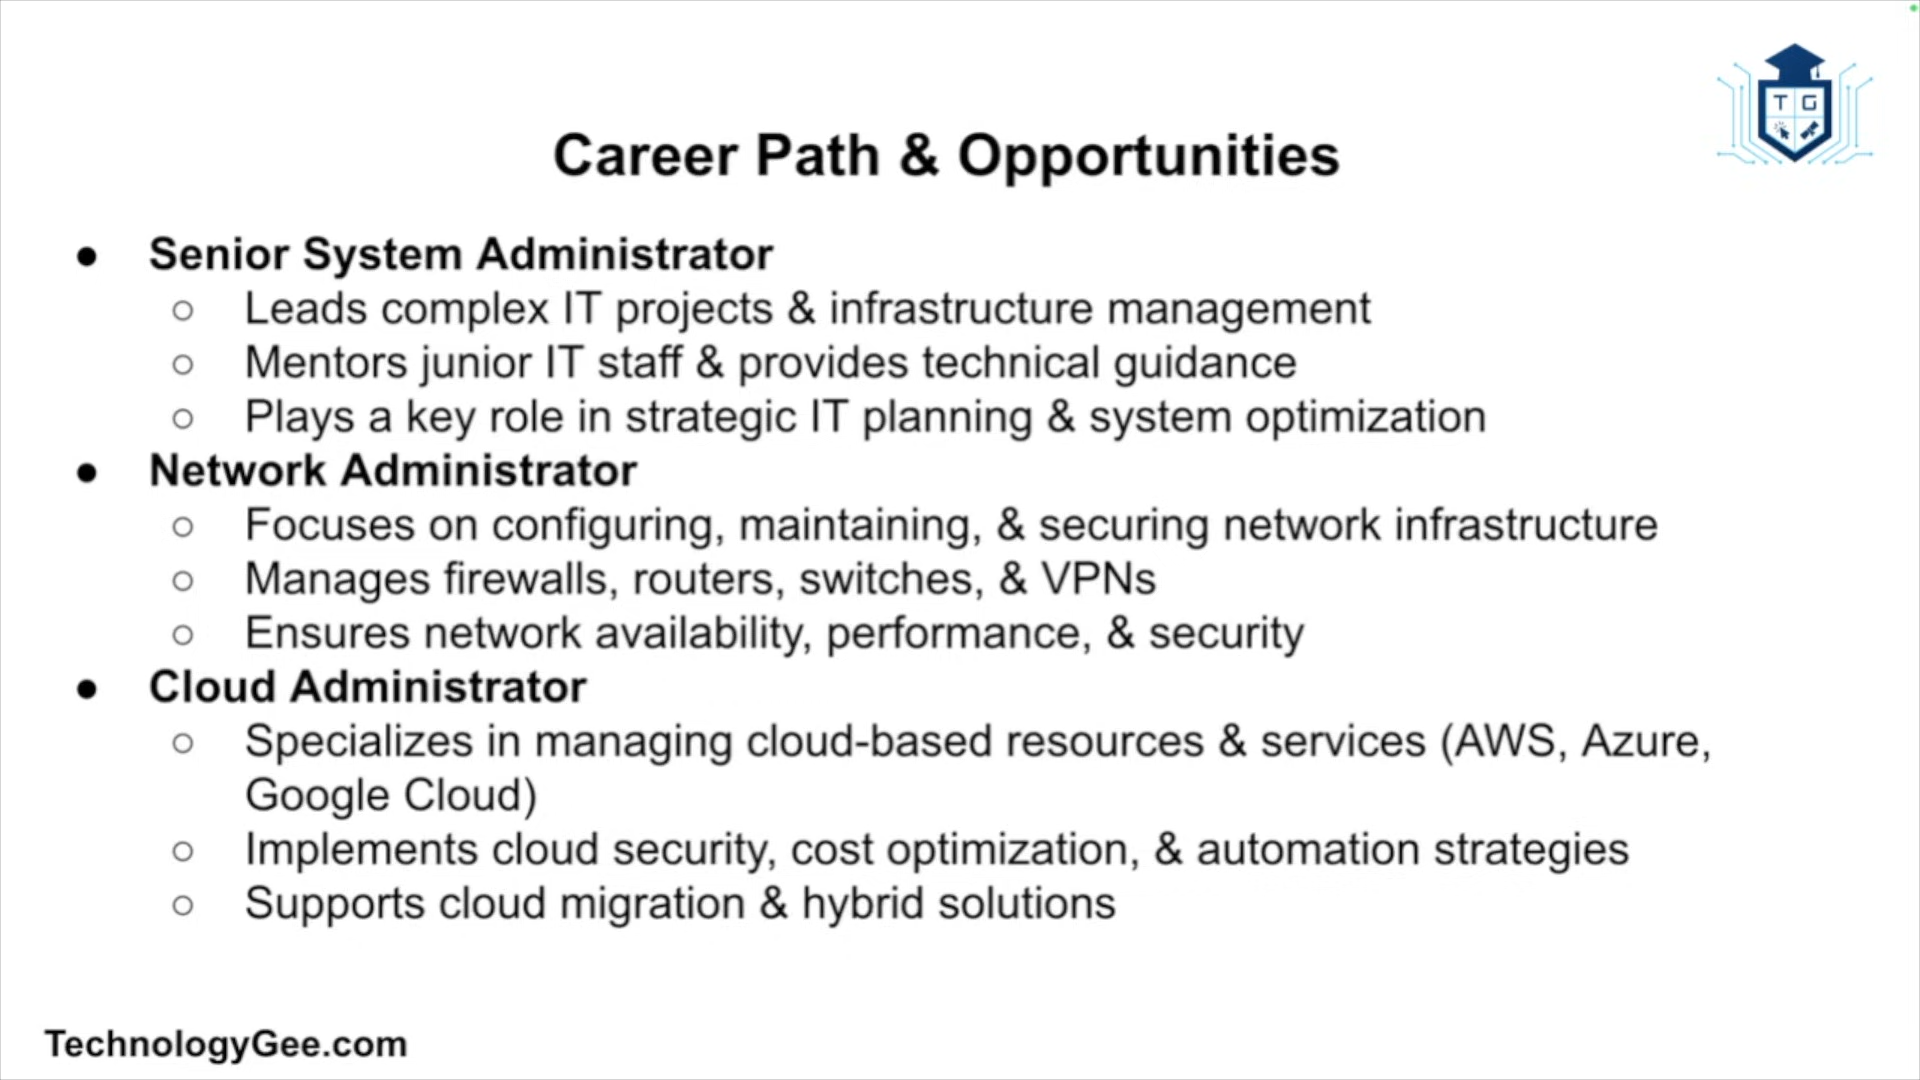 T G
Career Path & Opportunities
● Senior System Administrator
○ Leads complex IT projects & infrastructure management
○ Mentors junior IT staff & provides technical guidance
○ Plays a key role in strategic IT planning & system optimization
● Network Administrator
○ Focuses on configuring, maintaining, & securing network infrastructure
○ Manages firewalls, routers, switches, & VPNs
○ Ensures network availability, performance, & security
● Cloud Administrator
○ Specializes in managing cloud-based resources & services (AWS, Azure,
Google Cloud)
○ Implements cloud security, cost optimization, & automation strategies
○ Supports cloud migration & hybrid solutions
TechnologyGee.com